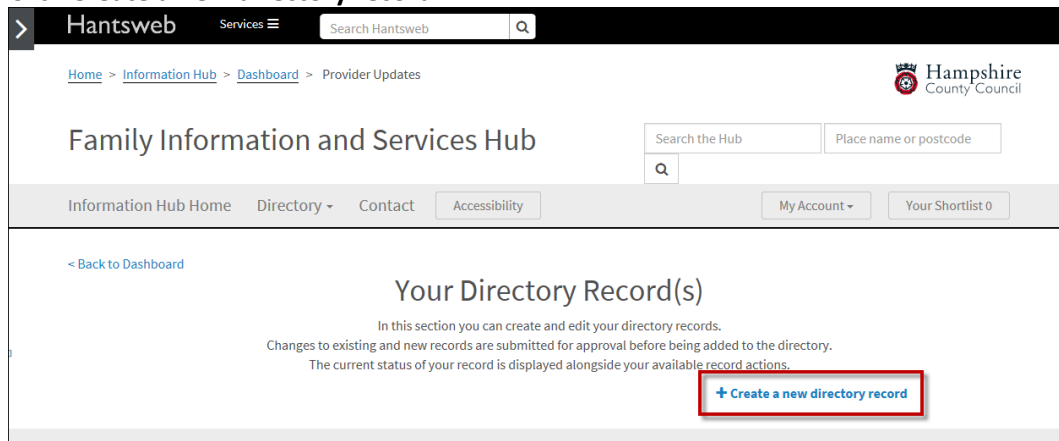 Hantsweb Services Search Hantsweb
Home > Information Hub > Dashboard > Provider Updates
Hampshire
County Council
Family Information and Services Hub
Search the Hub Place name or postcode
Information Hub Home Directory Contact Accessibility My Account Your Shortlist 0
< Back to Dashboard
Your Directory Record(s)
In this section you can create and edit your directory records.
Changes to existing and new records are submitted for approval before being added to the directory.
The current status of your record is displayed alongside your available record actions.
+ Create a new directory record